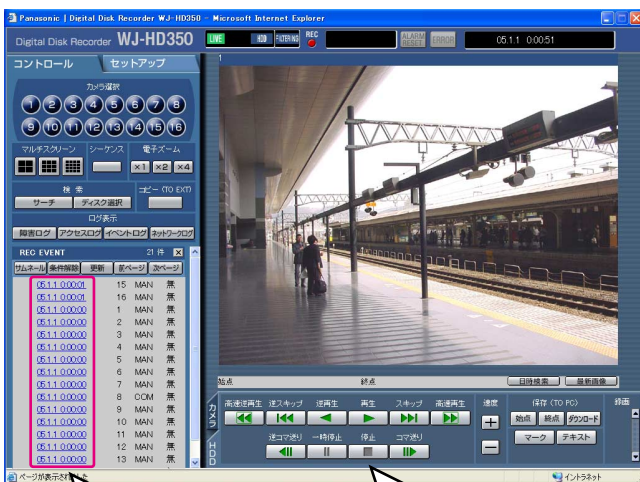 Panasonic | Digital Disk Recorder WJ-HD350 - Microsoft Internet Explorer
Digital Disk Recorder WJ-HD350
LIVE HDD FILTERING REC ALARM RESET ERROR 05.1.1 0:00:51
コントロール セットアップ
1
カメラ選択
1 2 3 4 5 6 7 8
9 10 11 12 13 14 15 16
マルチスクリーン シーケンス 電子ズーム
×1 ×2 ×4
検索 コピー (TO EXT)
サーチ ディスク選択
ログ表示
障害ログ アクセスログ イベントログ ネットワークログ
REC EVENT 21 件 X
サムネール 条件解除 更新 前ページ 次ページ
05.1.1 0:00:01 15 MAN 無
05.1.1 0:00:01 16 MAN 無
05.1.1 0:00:00 1 MAN 無
05.1.1 0:00:00 2 MAN 無
05.1.1 0:00:00 3 MAN 無
05.1.1 0:00:00 4 MAN 無
05.1.1 0:00:00 5 MAN 無
05.1.1 0:00:00 6 MAN 無
05.1.1 0:00:00 7 MAN 無
05.1.1 0:00:00 8 COM 無
05.1.1 0:00:00 9 MAN 無
05.1.1 0:00:00 10 MAN 無
05.1.1 0:00:00 11 MAN 無
05.1.1 0:00:00 12 MAN 無
05.1.1 0:00:00 13 MAN 無
始点 終点 日時検索 最新画像
カメラ
HDD
高速逆再生 逆スキップ 逆再生 再生 スキップ 高速再生 速度 保存 (TO PC) 録画
始点 終点 ダウンロード
逆コマ送り 一時停止 停止 コマ送り
マーク テキスト
ページが表示されました
イントラネット